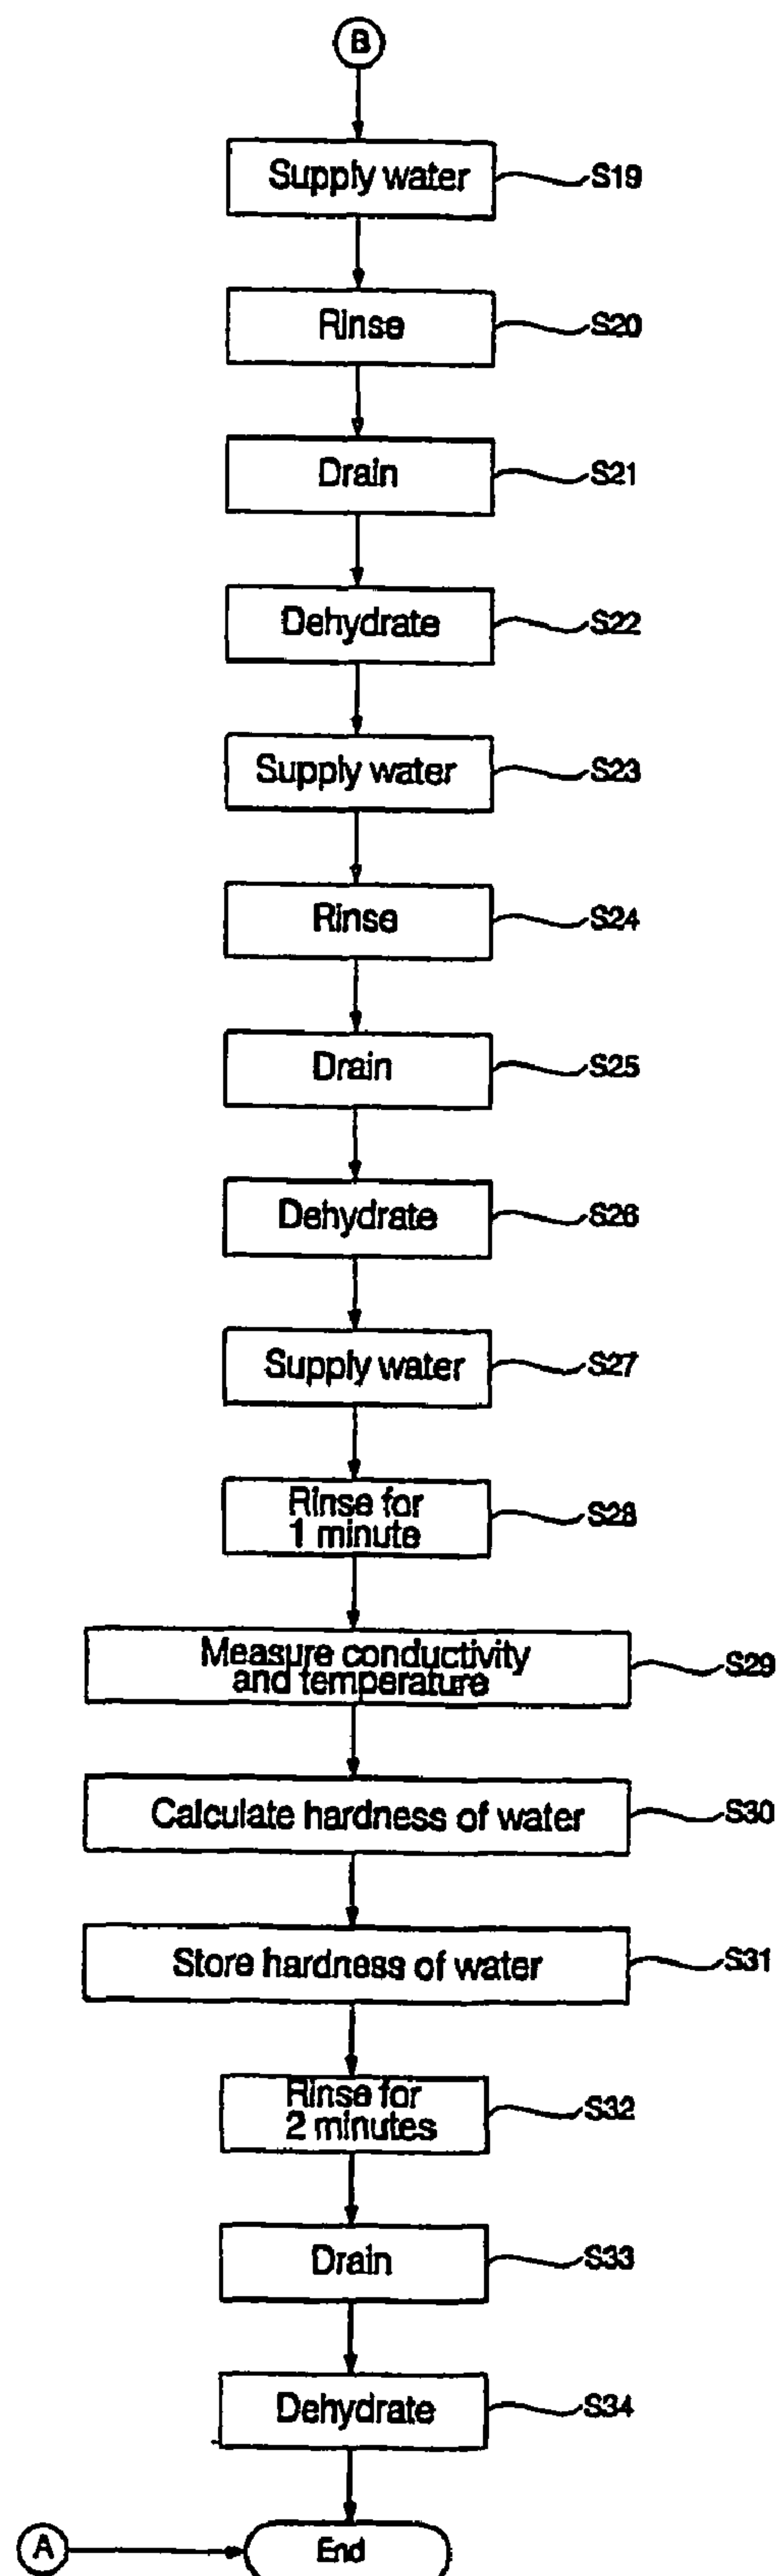 B
Supply water S19
Rinse S20
Drain S21
Dehydrate S22
Supply water S23
Rinse S24
Drain S25
Dehydrate S26
Supply water S27
Rinse for
1 minute S28
Measure conductivity
and temperature S29
Calculate hardness of water S30
Store hardness of water S31
Rinse for
2 minutes S32
Drain S33
Dehydrate S34
A End